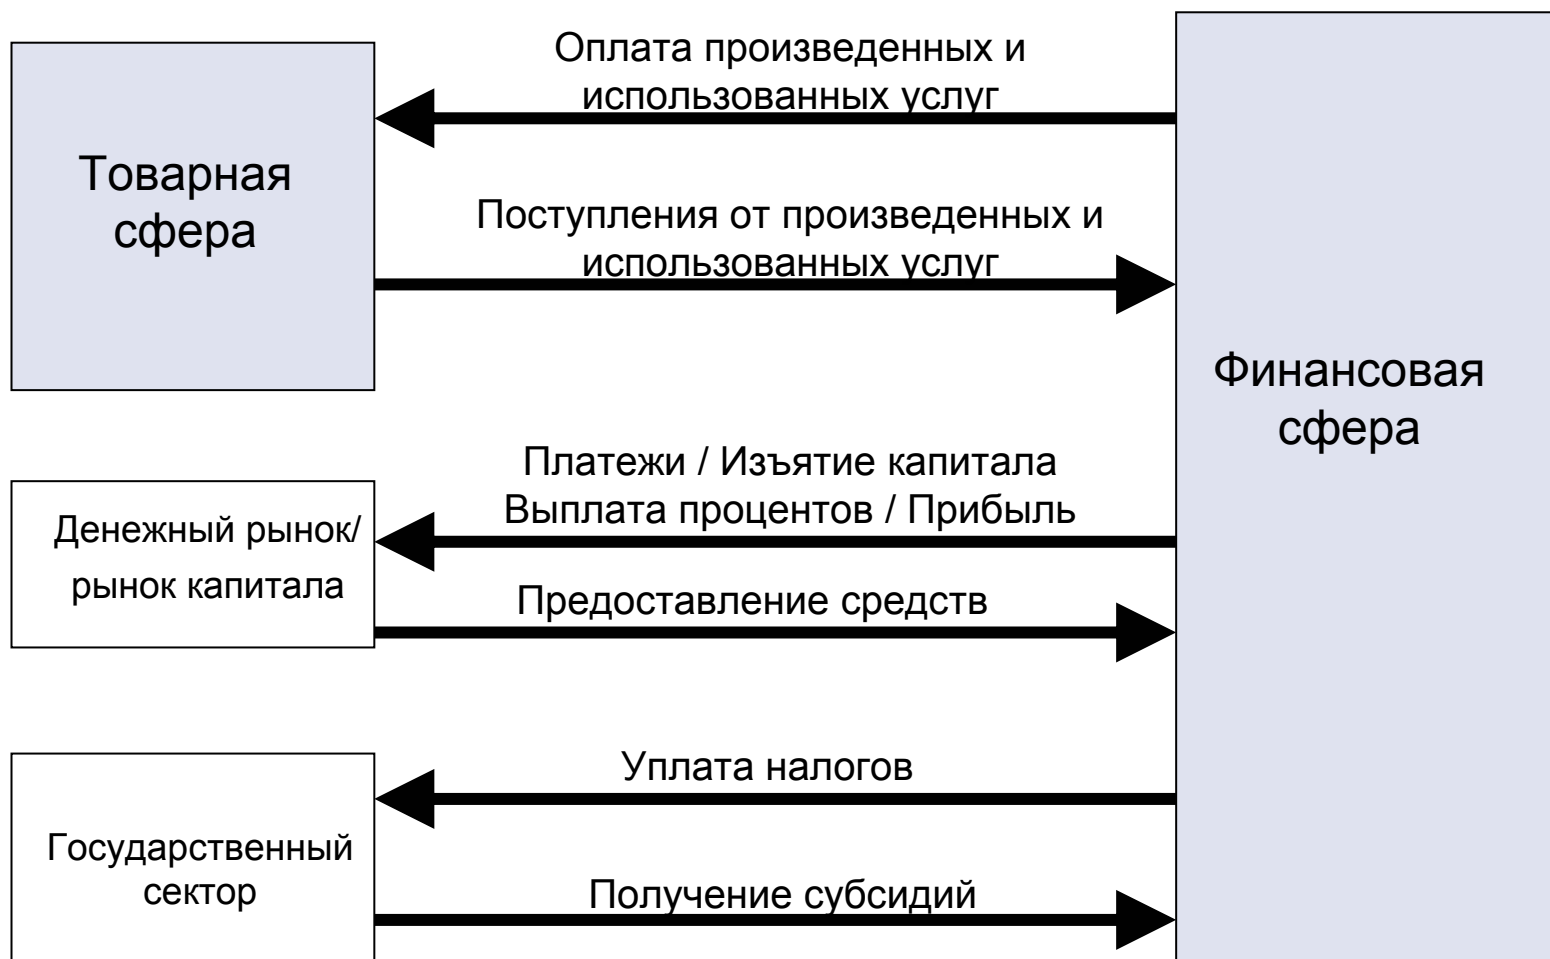 Оплата произведенных и
использованных услуг
Товарная
сфера
Поступления от произведенных и
использованных услуг
Финансовая
сфера
Платежи / Изъятие капитала
Выплата процентов / Прибыль
Денежный рынок/
рынок капитала
Предоставление средств
Уплата налогов
Государственный
сектор
Получение субсидий